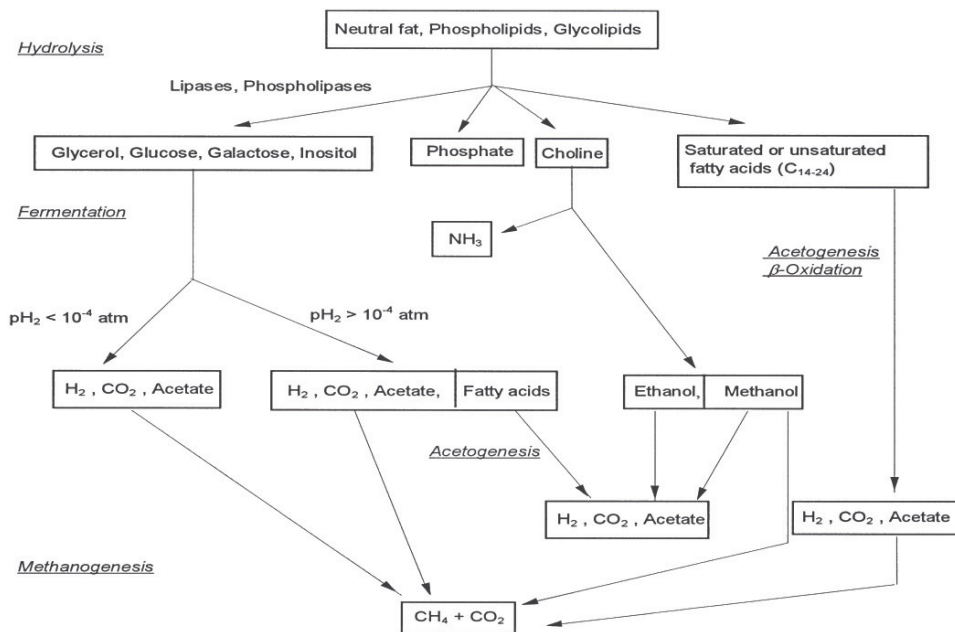 Neutral fat, Phospholipids, Glycolipids
Hydrolysis
Lipases, Phospholipases
Glycerol, Glucose, Galactose, Inositol
Phosphate
Choline
Saturated or unsaturated
fatty acids (C₁₄₋₂₄)
Fermentation
NH₃
Acetogenesis
β-Oxidation
pH₂ < 10⁻⁴ atm
pH₂ > 10⁻⁴ atm
H₂ , CO₂ , Acetate
H₂ , CO₂ , Acetate, Fatty acids
Ethanol, Methanol
Acetogenesis
H₂ , CO₂ , Acetate
H₂ , CO₂ , Acetate
Methanogenesis
CH₄ + CO₂